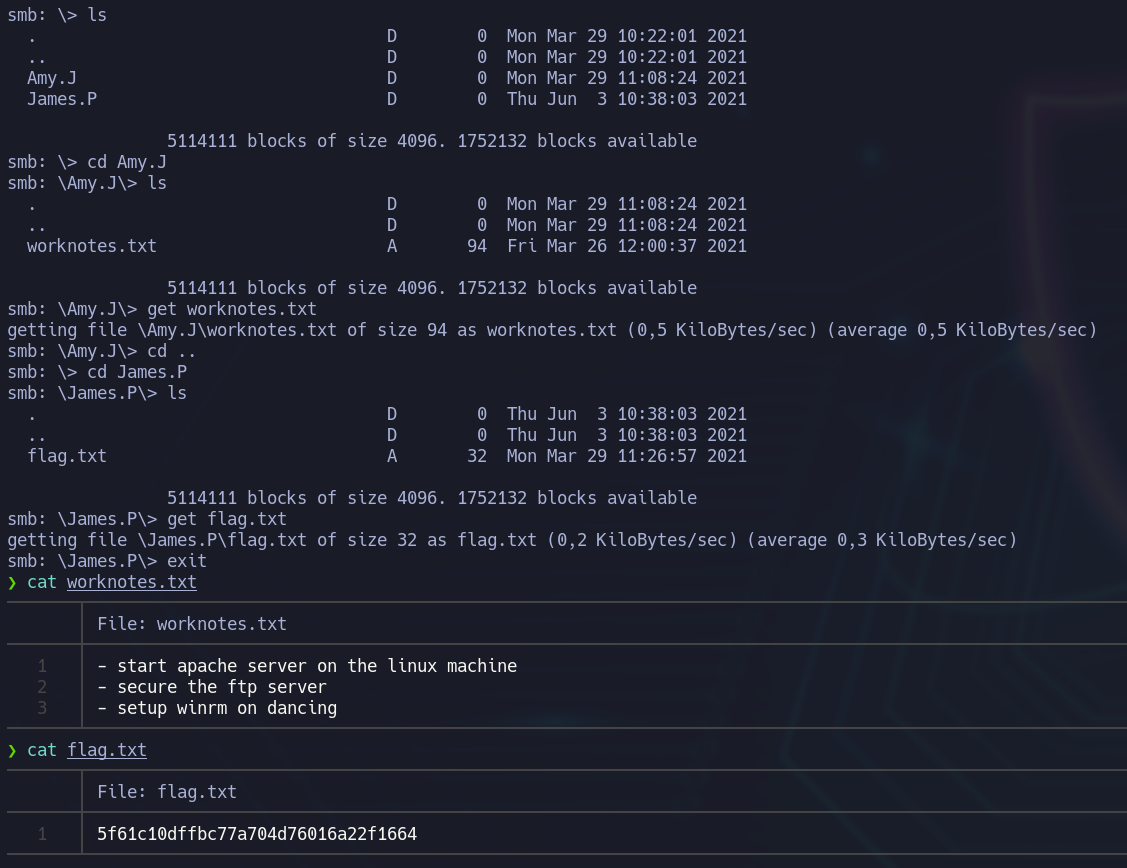 smb: \> ls
  .                                   D        0  Mon Mar 29 10:22:01 2021
  ..                                  D        0  Mon Mar 29 10:22:01 2021
  Amy.J                               D        0  Mon Mar 29 11:08:24 2021
  James.P                             D        0  Thu Jun  3 10:38:03 2021
                5114111 blocks of size 4096. 1752132 blocks available
smb: \> cd Amy.J
smb: \Amy.J\> ls
  .                                   D        0  Mon Mar 29 11:08:24 2021
  ..                                  D        0  Mon Mar 29 11:08:24 2021
  worknotes.txt                       A       94  Fri Mar 26 12:00:37 2021
                5114111 blocks of size 4096. 1752132 blocks available
smb: \Amy.J\> get worknotes.txt
getting file \Amy.J\worknotes.txt of size 94 as worknotes.txt (0,5 KiloBytes/sec) (average 0,5 KiloBytes/sec)
smb: \Amy.J\> cd ..
smb: \> cd James.P
smb: \James.P\> ls
  .                                   D        0  Thu Jun  3 10:38:03 2021
  ..                                  D        0  Thu Jun  3 10:38:03 2021
  flag.txt                            A       32  Mon Mar 29 11:26:57 2021
                5114111 blocks of size 4096. 1752132 blocks available
smb: \James.P\> get flag.txt
getting file \James.P\flag.txt of size 32 as flag.txt (0,2 KiloBytes/sec) (average 0,3 KiloBytes/sec)
smb: \James.P\> exit
❯ cat worknotes.txt
File: worknotes.txt
1 - start apache server on the linux machine
2 - secure the ftp server
3 - setup winrm on dancing
❯ cat flag.txt
File: flag.txt
1 5f61c10dffbc77a704d76016a22f1664